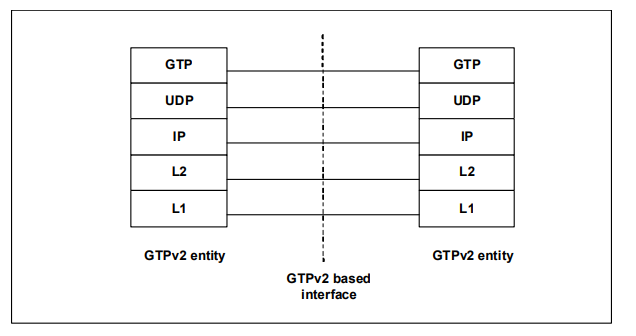 GTP
UDP
IP
L2
L1
GTPv2 entity
GTP
UDP
IP
L2
L1
GTPv2 entity
GTPv2 based
interface